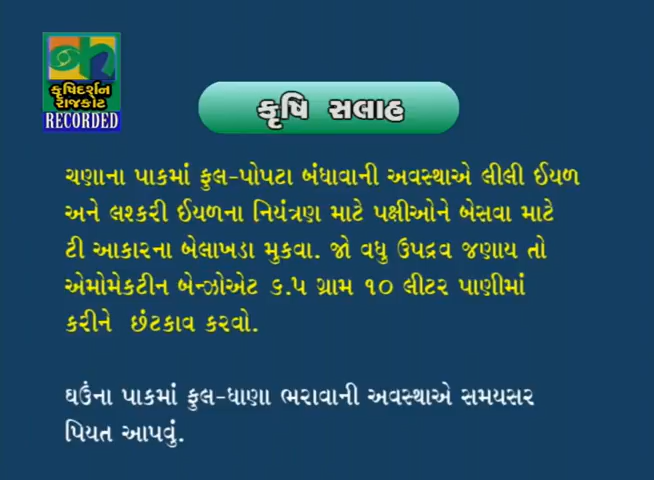 કૃષિદર્શન
રાજકોટ
RECORDED
કૃષિ સલાહ
ચણાના પાકમાં ફુલ-પોપટા બંધાવાની અવસ્થાએ લીલી ઈયળ
અને લશ્કરી ઈયળના નિયંત્રણ માટે પક્ષીઓને બેસવા માટે
ટી આકારના બેલાખડા મુકવા. જો વધુ ઉપદ્રવ જણાય તો
એમોમેકટીન બેન્ઝોએટ ૬.૫ ગ્રામ ૧૦ લીટર પાણીમાં
કરીને છંટકાવ કરવો.
ઘઉંના પાકમાં ફુલ-ધાણા ભરાવાની અવસ્થાએ સમયસર
પિયત આપવું.